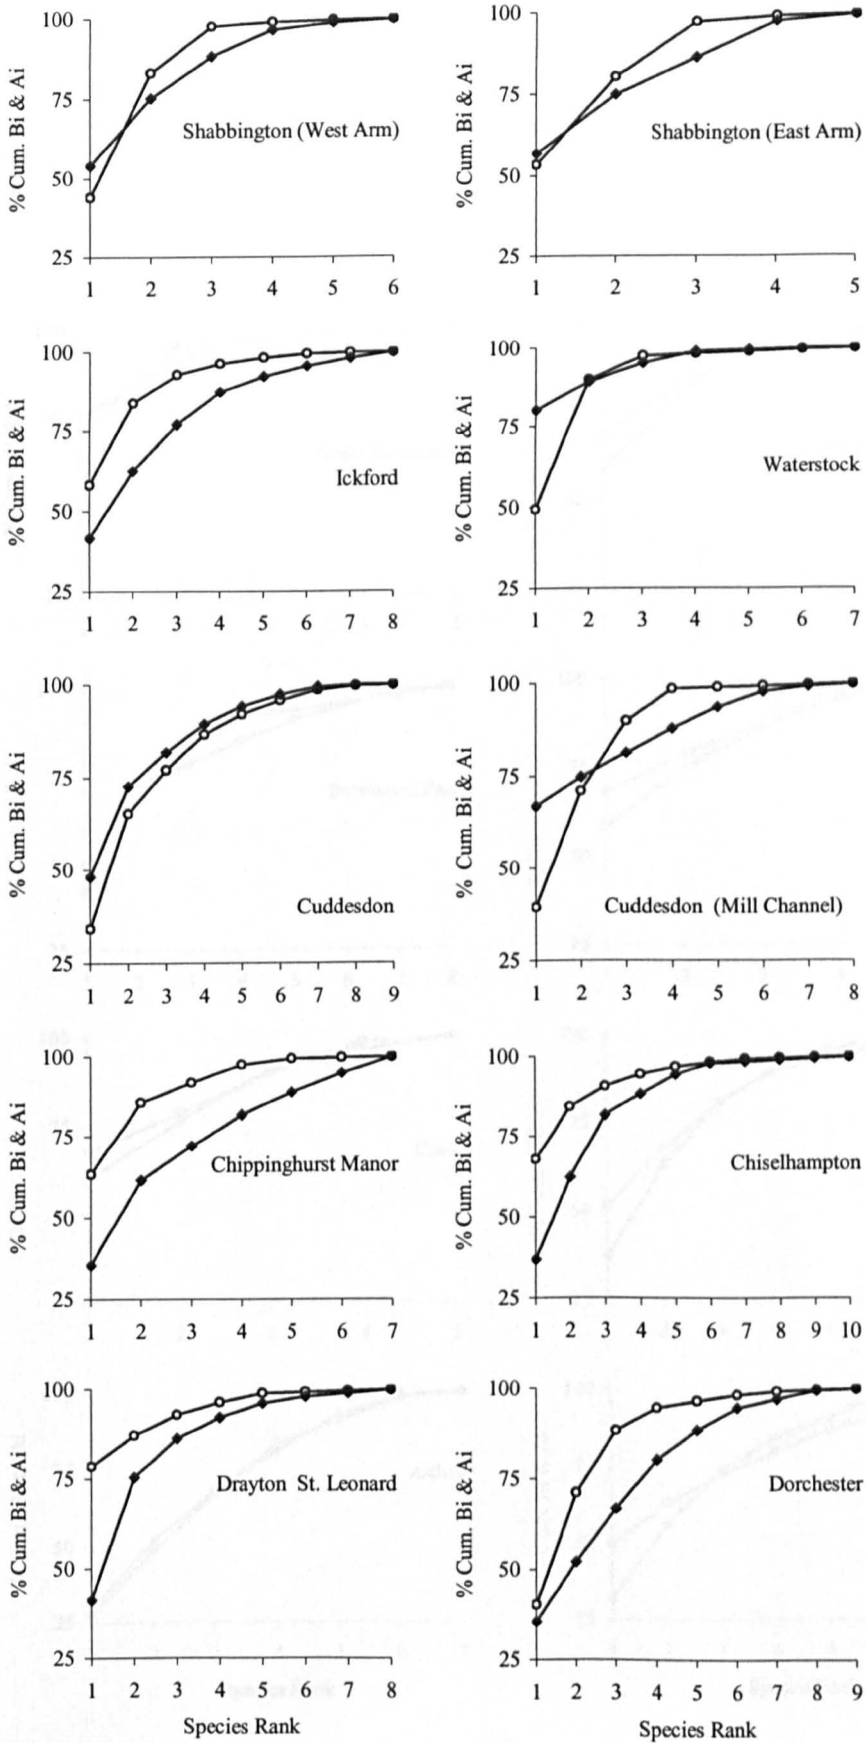 % Cum. Bi & Ai
100
75
50
25
Shabbington (West Arm)
1 2 3 4 5 6
% Cum. Bi & Ai
100
75
50
25
Shabbington (East Arm)
1 2 3 4 5
% Cum. Bi & Ai
100
75
50
25
Ickford
1 2 3 4 5 6 7 8
% Cum. Bi & Ai
100
75
50
25
Waterstock
1 2 3 4 5 6 7
% Cum. Bi & Ai
100
75
50
25
Cuddesdon
1 2 3 4 5 6 7 8 9
% Cum. Bi & Ai
100
75
50
25
Cuddesdon (Mill Channel)
1 2 3 4 5 6 7 8
% Cum. Bi & Ai
100
75
50
25
Chippinghurst Manor
1 2 3 4 5 6 7
% Cum. Bi & Ai
100
75
50
25
Chiselhampton
1 2 3 4 5 6 7 8 9 10
% Cum. Bi & Ai
100
75
50
25
Drayton St. Leonard
1 2 3 4 5 6 7 8
Species Rank
% Cum. Bi & Ai
100
75
50
25
Dorchester
1 2 3 4 5 6 7 8 9
Species Rank